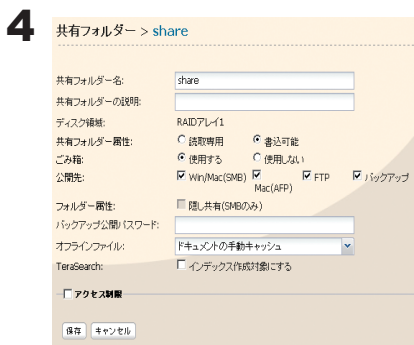 4
共有フォルダー > share
共有フォルダー名: share
共有フォルダーの説明:
ディスク領域: RAIDアレイ1
共有フォルダー属性: 読取専用 書込可能
ごみ箱: 使用する 使用しない
公開先: Win/Mac(SMB) Mac(AFP) FTP バックアップ
フォルダー属性: 隠し共有(SMBのみ)
バックアップ公開パスワード:
オフラインファイル: ドキュメントの手動キャッシュ
TeraSearch: インデックス作成対象にする
アクセス制限
保存 キャンセル